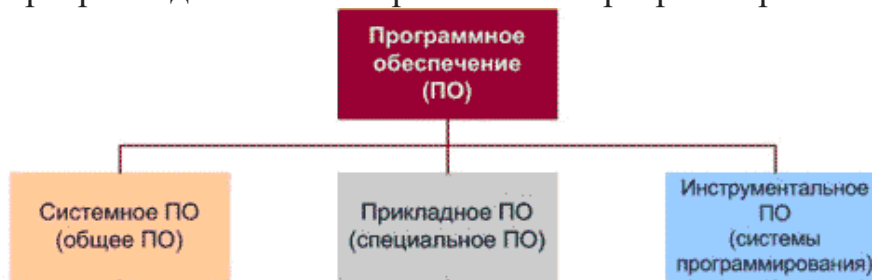 Программное
обеспечение
(ПО)
Системное ПО
(общее ПО)
Прикладное ПО
(специальное ПО)
Инструментальное
ПО
(системы
программирования)